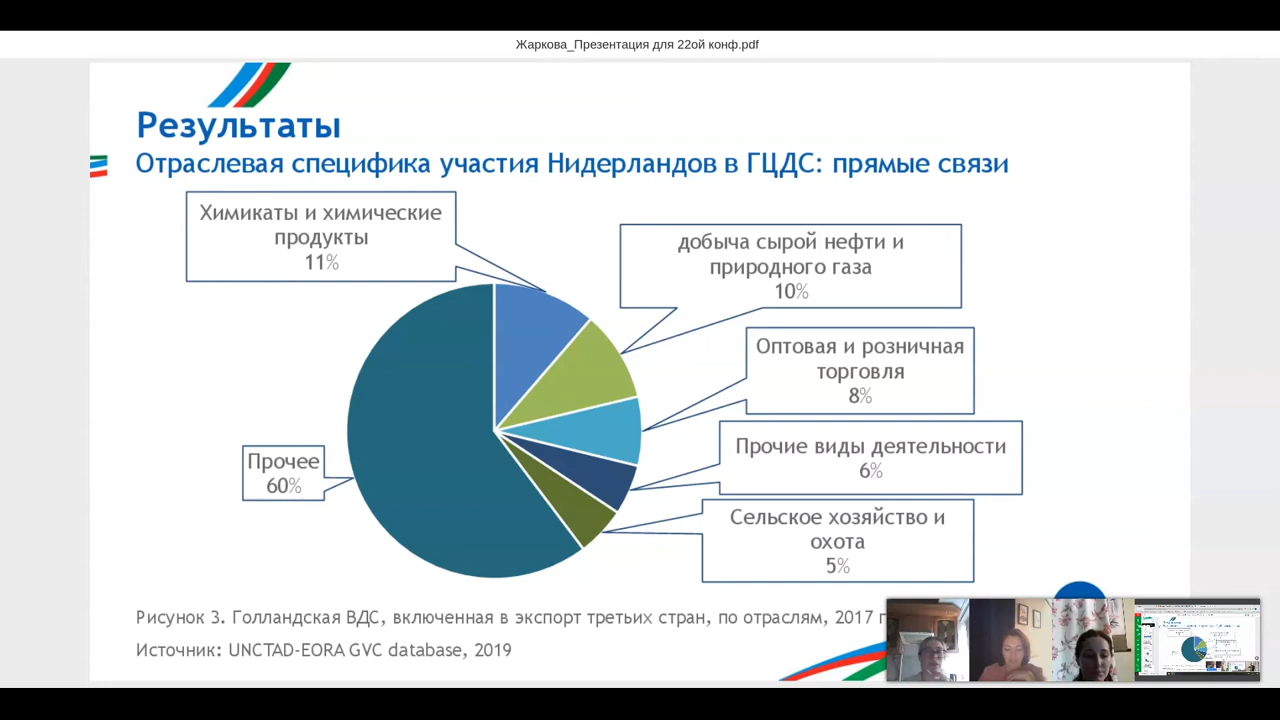 Жаркова_Презентация для 22ой конф.pdf
Результаты
Отраслевая специфика участия Нидерландов в ГЦДС: прямые связи
Химикаты и химические
продукты
11%
добыча сырой нефти и
природного газа
10%
Оптовая и розничная
торговля
8%
Прочие виды деятельности
6%
Прочее
60%
Сельское хозяйство и
охота
5%
Рисунок 3. Голландская ВДС, включенная в экспорт третьих стран, по отраслям, 2017 г
Источник: UNCTAD-EORA GVC database, 2019